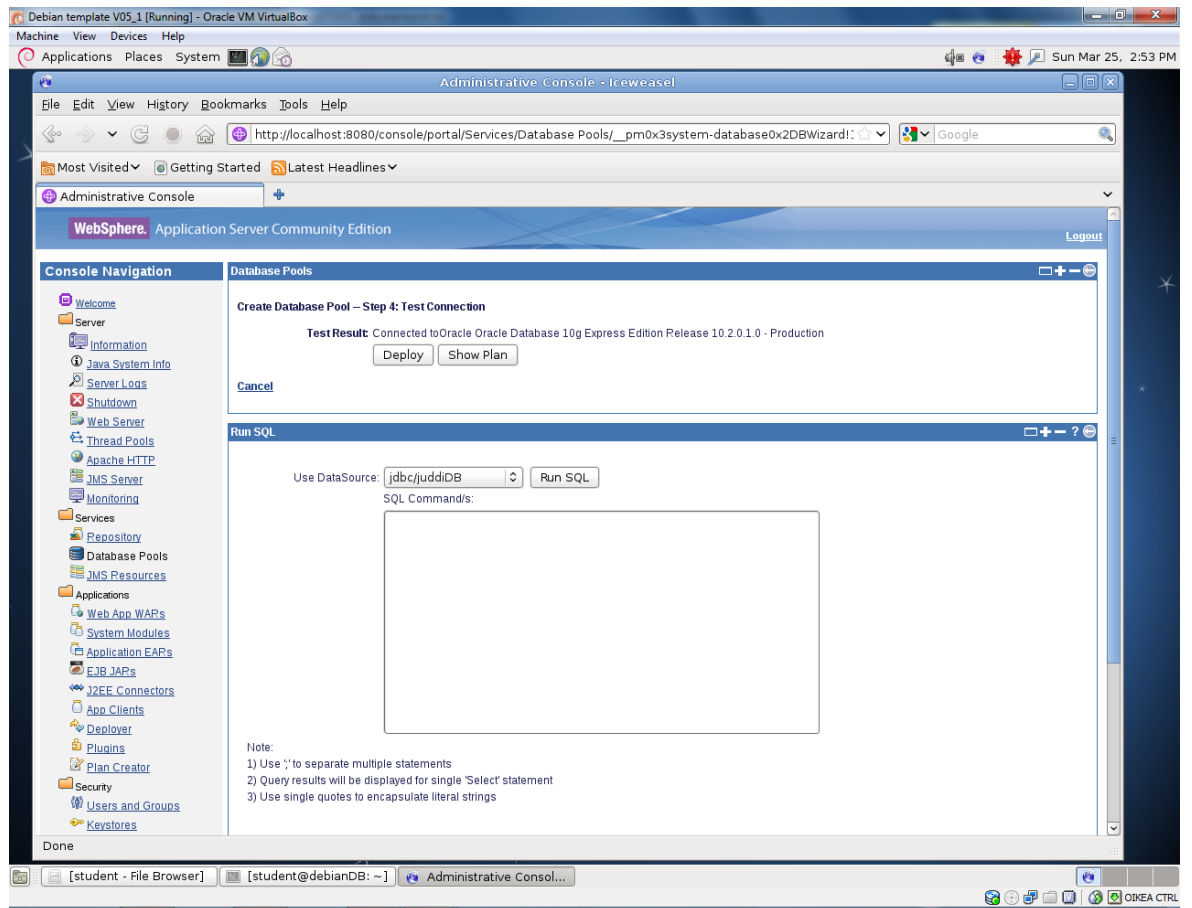 Debian template V05_1 [Running] - Oracle VM VirtualBox
Machine View Devices Help
Applications Places System
Sun Mar 25, 2:53 PM
Administrative Console - Iceweasel
File Edit View History Bookmarks Tools Help
http://localhost:8080/console/portal/Services/Database Pools/__pm0x3system-database0x2DBWizard!
Google
Most Visited Getting Started Latest Headlines
Administrative Console
WebSphere. Application Server Community Edition
Logout
Console Navigation
Welcome
Server
Information
Java System Info
Server Logs
Shutdown
Web Server
Thread Pools
Apache HTTP
JMS Server
Monitoring
Services
Repository
Database Pools
JMS Resources
Applications
Web App WARs
System Modules
Application EARs
EJB JARs
J2EE Connectors
App Clients
Deployer
Plugins
Plan Creator
Security
Users and Groups
Keystores
Database Pools
Create Database Pool -- Step 4: Test Connection
Test Result: Connected toOracle Oracle Database 10g Express Edition Release 10.2.0.1.0 - Production
Deploy Show Plan
Cancel
Run SQL
?
Use DataSource: jdbc/juddiDB Run SQL
SQL Command/s:
Note:
1) Use ';' to separate multiple statements
2) Query results will be displayed for single 'Select' statement
3) Use single quotes to encapsulate literal strings
Done
[student - File Browser] [student@debianDB: ~] Administrative Consol...
ΔΕΞΙΆ CTRL